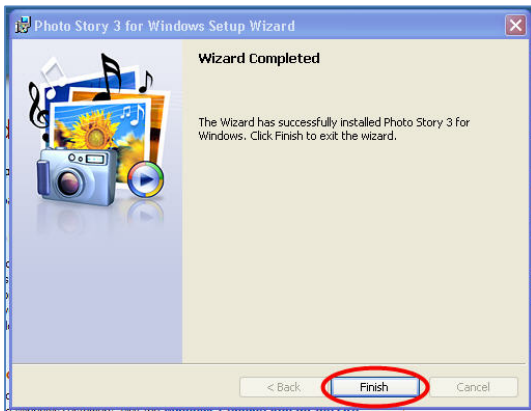 Photo Story 3 for Windows Setup Wizard
Wizard Completed
The Wizard has successfully installed Photo Story 3 for
Windows. Click Finish to exit the wizard.
< Back Finish Cancel